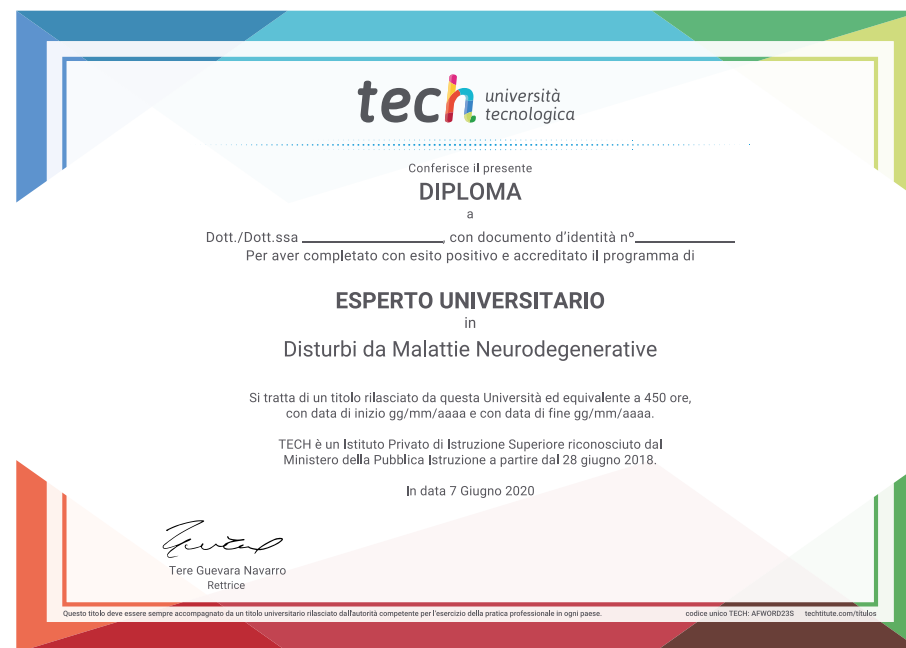 tech università
tecnologica
Conferisce il presente
DIPLOMA
a
Dott./Dott.ssa ____________, con documento d'identità nº____________
Per aver completato con esito positivo e accreditato il programma di
ESPERTO UNIVERSITARIO
in
Disturbi da Malattie Neurodegenerative
Si tratta di un titolo rilasciato da questa Università ed equivalente a 450 ore,
con data di inizio gg/mm/aaaa e con data di fine gg/mm/aaaa.
TECH è un Istituto Privato di Istruzione Superiore riconosciuto dal
Ministero della Pubblica Istruzione a partire dal 28 giugno 2018.
In data 7 Giugno 2020
Tere Guevara Navarro
Rettrice
Questo titolo deve essere sempre accompagnato da un titolo universitario rilasciato dall'autorità competente per l'esercizio della pratica professionale in ogni paese. codice unico TECH: AFWORD23S techtitute.com/titulos